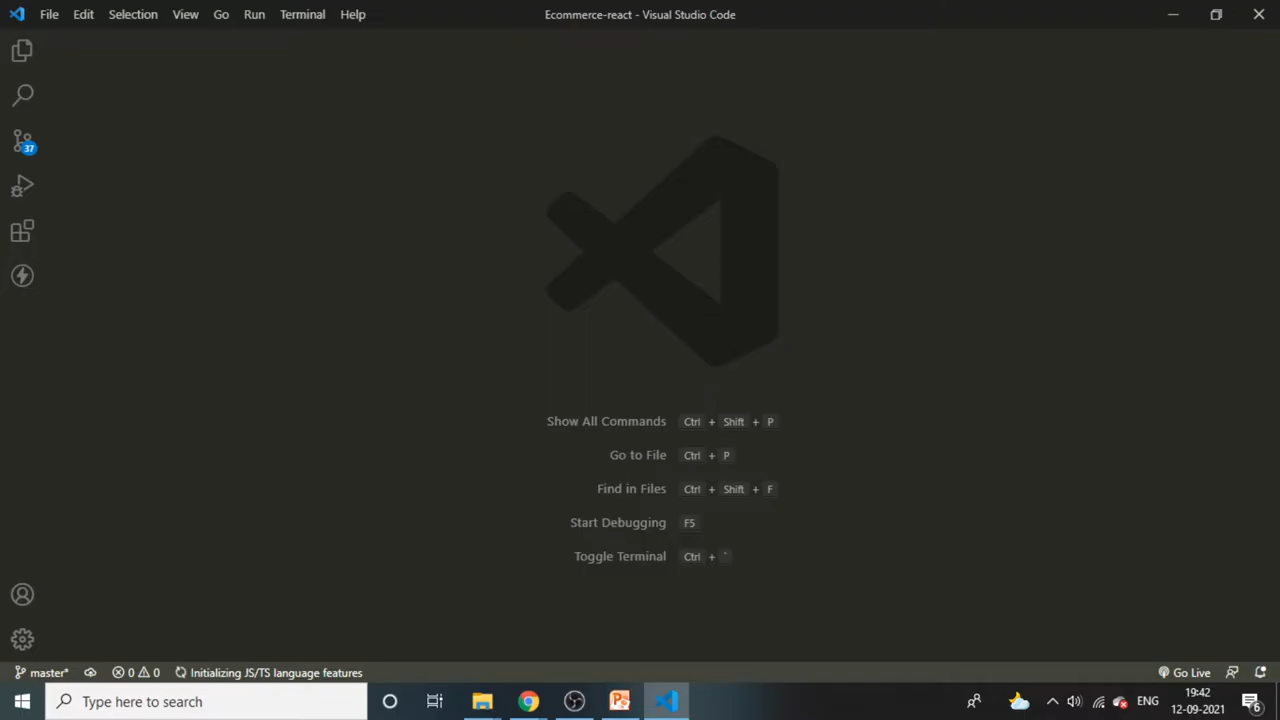 File Edit Selection View Go Run Terminal Help
Ecommerce-react - Visual Studio Code
37
Show All Commands Ctrl + Shift + P
Go to File Ctrl + P
Find in Files Ctrl + Shift + F
Start Debugging F5
Toggle Terminal Ctrl + `
master* 0 0 Initializing JS/TS language features
Go Live
Type here to search
ENG
19:42
12-09-2021
6